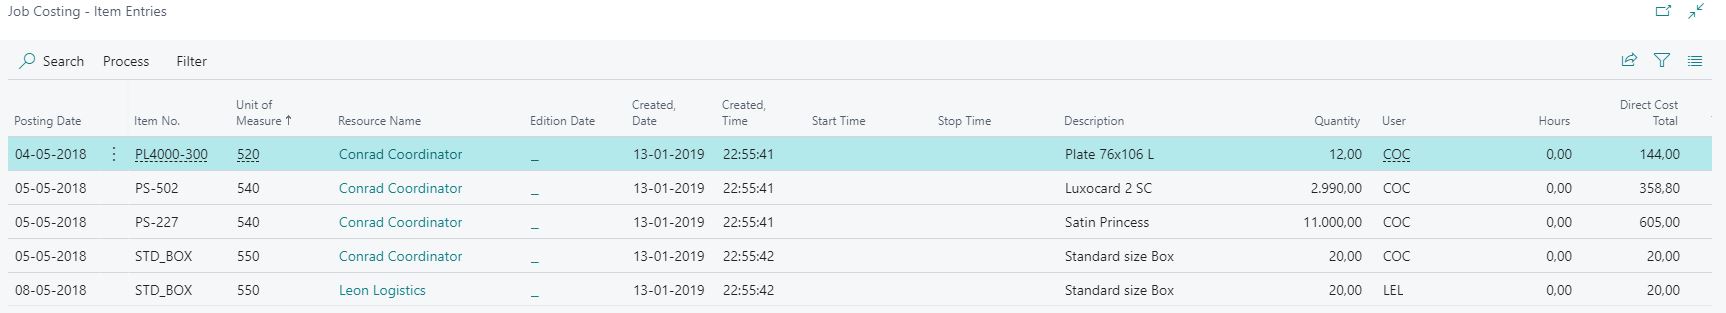 Job Costing - Item Entries
Search Process Filter
Posting Date Item No. Unit of Measure ↑ Resource Name Edition Date Created, Date Created, Time Start Time Stop Time Description Quantity User Hours Direct Cost Total
04-05-2018 PL4000-300 520 Conrad Coordinator _ 13-01-2019 22:55:41 Plate 76x106 L 12,00 COC 0,00 144,00
05-05-2018 PS-502 540 Conrad Coordinator _ 13-01-2019 22:55:41 Luxocard 2 SC 2.990,00 COC 0,00 358,80
05-05-2018 PS-227 540 Conrad Coordinator _ 13-01-2019 22:55:41 Satin Princess 11.000,00 COC 0,00 605,00
05-05-2018 STD_BOX 550 Conrad Coordinator _ 13-01-2019 22:55:42 Standard size Box 20,00 COC 0,00 20,00
08-05-2018 STD_BOX 550 Leon Logistics _ 13-01-2019 22:55:42 Standard size Box 20,00 LEL 0,00 20,00